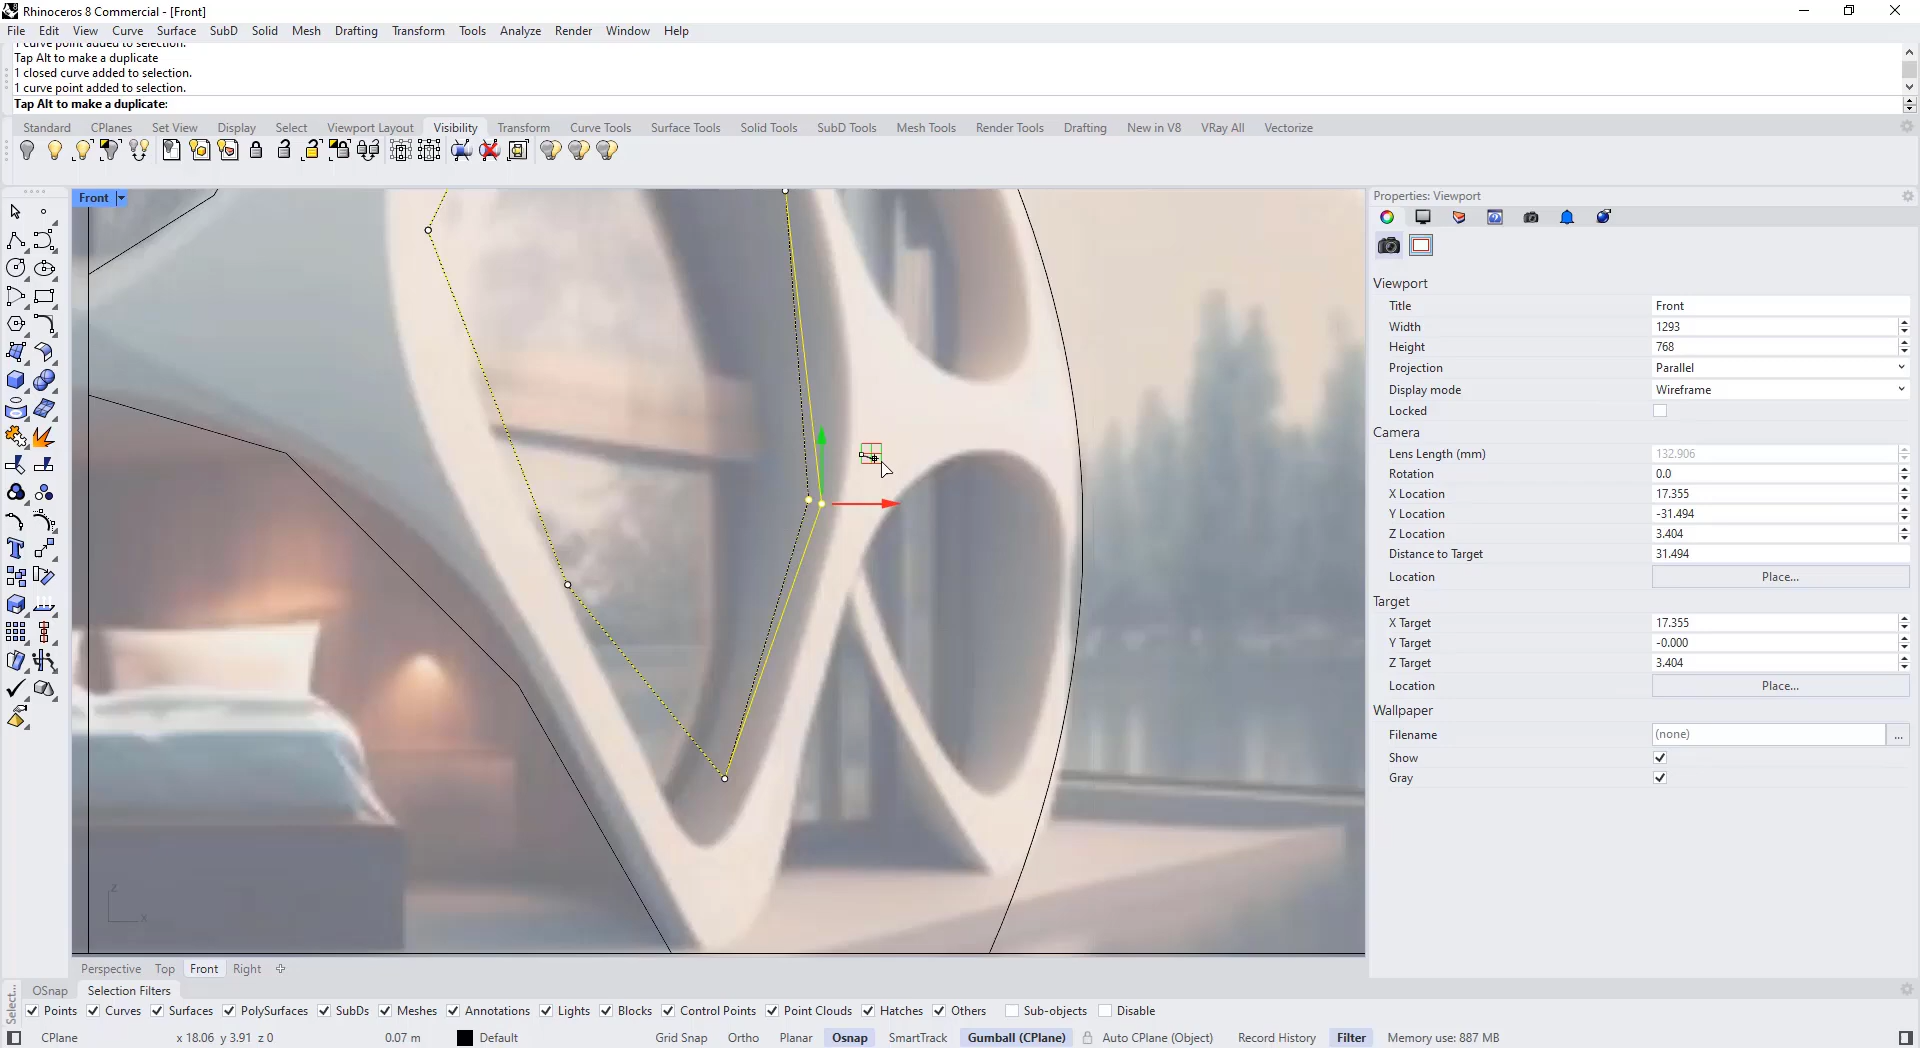 Rhinoceros 8 Commercial - [Front]
File Edit View Curve Surface SubD Solid Mesh Drafting Transform Tools Analyze Render Window Help
1 curve point added to selection.
Tap Alt to make a duplicate
1 closed curve added to selection.
1 curve point added to selection.
Tap Alt to make a duplicate:
Standard CPlanes Set View Display Select Viewport Layout Visibility Transform Curve Tools Surface Tools Solid Tools SubD Tools Mesh Tools Render Tools Drafting New in V8 VRay All Vectorize
Front
Properties: Viewport
Viewport
Title Front
Width 1293
Height 768
Projection Parallel
Display mode Wireframe
Locked
Camera
Lens Length (mm) 132.906
Rotation 0.0
X Location 17.355
Y Location -31.494
Z Location 3.404
Distance to Target 31.494
Location Place...
Target
X Target 17.355
Y Target -0.000
Z Target 3.404
Location Place...
Wallpaper
Filename (none) ...
Show
Gray
z
x
Perspective Top Front Right
OSnap Selection Filters
Select...
Points Curves Surfaces PolySurfaces SubDs Meshes Annotations Lights Blocks Control Points Point Clouds Hatches Others Sub-objects Disable
CPlane x 18.06 y 3.91 z 0 0.07 m Default Grid Snap Ortho Planar Osnap SmartTrack Gumball (CPlane) Auto CPlane (Object) Record History Filter Memory use: 887 MB